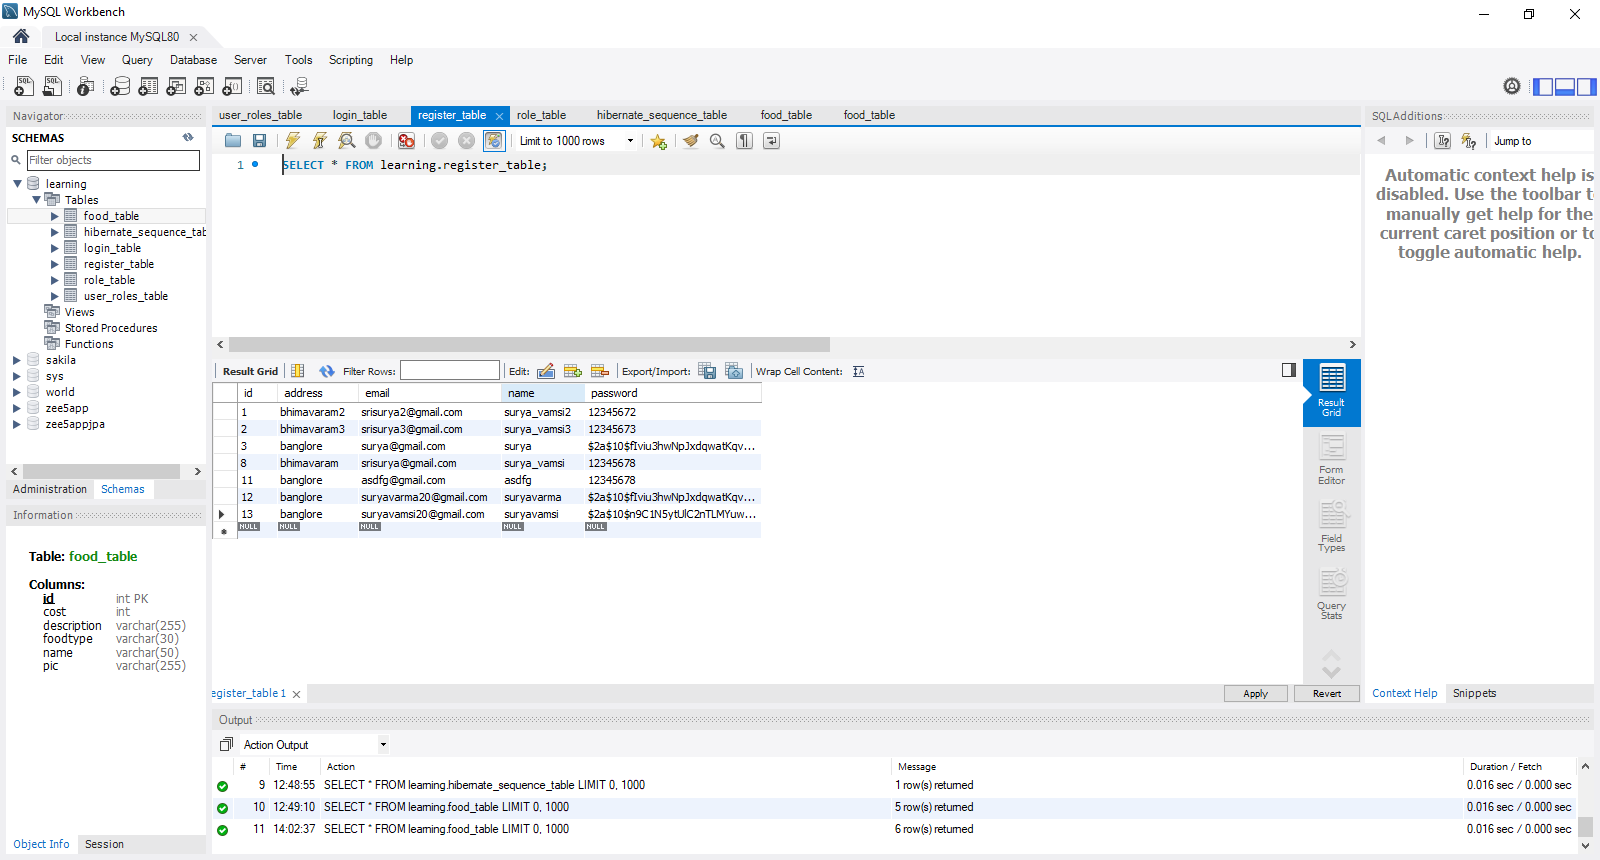 MySQL Workbench
Local instance MySQL80
File Edit View Query Database Server Tools Scripting Help
Navigator
SCHEMAS
Filter objects
learning
Tables
food_table
hibernate_sequence_tab
login_table
register_table
role_table
user_roles_table
Views
Stored Procedures
Functions
sakila
sys
world
zee5app
zee5appjpa
Administration Schemas
Information
Table: food_table
Columns:
id int PK
cost int
description varchar(255)
foodtype varchar(30)
name varchar(50)
pic varchar(255)
Object Info Session
user_roles_table login_table register_table role_table hibernate_sequence_table food_table food_table
Limit to 1000 rows
1 SELECT * FROM learning.register_table;
Result Grid Filter Rows: Edit: Export/Import: Wrap Cell Content:
id address email name password
1 bhimavaram2 srisurya2@gmail.com surya_vamsi2 12345672
2 bhimavaram3 srisurya3@gmail.com surya_vamsi3 12345673
3 banglore surya@gmail.com surya $2a$10$fIviu3hwNpJxdqwatKqv...
8 bhimavaram srisurya@gmail.com surya_vamsi 12345678
11 banglore asdfg@gmail.com asdfg 12345678
12 banglore suryavarma20@gmail.com suryavarma $2a$10$fIviu3hwNpJxdqwatKqv...
13 banglore suryavamsi20@gmail.com suryavamsi $2a$10$n9C1N5ytUlC2nTLMYuw...
NULL NULL NULL NULL NULL
Result
Grid
Form
Editor
Field
Types
Query
Stats
egister_table 1
Apply Revert
SQLAdditions
Jump to
Automatic context help is
disabled. Use the toolbar t
manually get help for the
current caret position or to
toggle automatic help.
Context Help Snippets
Output
Action Output
# Time Action Message Duration / Fetch
9 12:48:55 SELECT * FROM learning.hibernate_sequence_table LIMIT 0, 1000 1 row(s) returned 0.016 sec / 0.000 sec
10 12:49:10 SELECT * FROM learning.food_table LIMIT 0, 1000 5 row(s) returned 0.016 sec / 0.000 sec
11 14:02:37 SELECT * FROM learning.food_table LIMIT 0, 1000 6 row(s) returned 0.016 sec / 0.000 sec